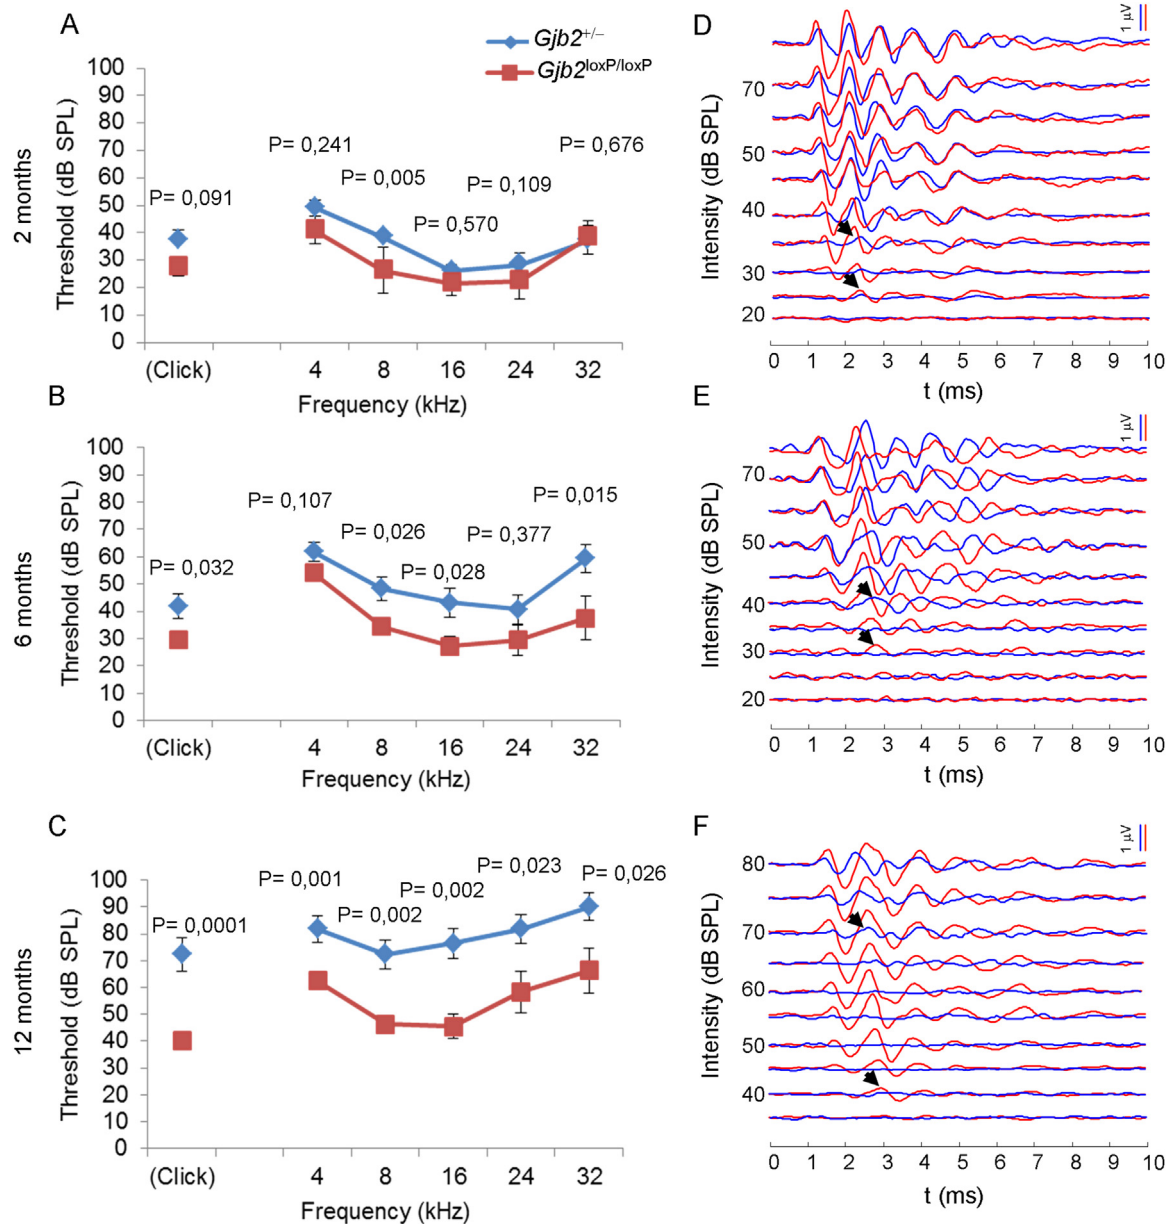 A
Gjb2+/–
Gjb2loxP/loxP
2 months
Threshold (dB SPL)
100
90
80
70
60
50
40
30
20
10
0
P= 0,091
P= 0,241
P= 0,005
P= 0,570
P= 0,109
P= 0,676
(Click)
4
8
16
24
32
Frequency (kHz)
D
1 µV
Intensity (dB SPL)
70
50
40
30
20
0
1
2
3
4
5
6
7
8
9
10
t (ms)
B
6 months
Threshold (dB SPL)
100
90
80
70
60
50
40
30
20
10
0
P= 0,032
P= 0,107
P= 0,026
P= 0,028
P= 0,377
P= 0,015
(Click)
4
8
16
24
32
Frequency (kHz)
E
1 µV
Intensity (dB SPL)
70
50
40
30
20
0
1
2
3
4
5
6
7
8
9
10
t (ms)
C
12 months
Threshold (dB SPL)
100
90
80
70
60
50
40
30
20
10
0
P= 0,0001
P= 0,001
P= 0,002
P= 0,002
P= 0,023
P= 0,026
(Click)
4
8
16
24
32
Frequency (kHz)
F
1 µV
Intensity (dB SPL)
80
70
60
50
40
0
1
2
3
4
5
6
7
8
9
10
t (ms)